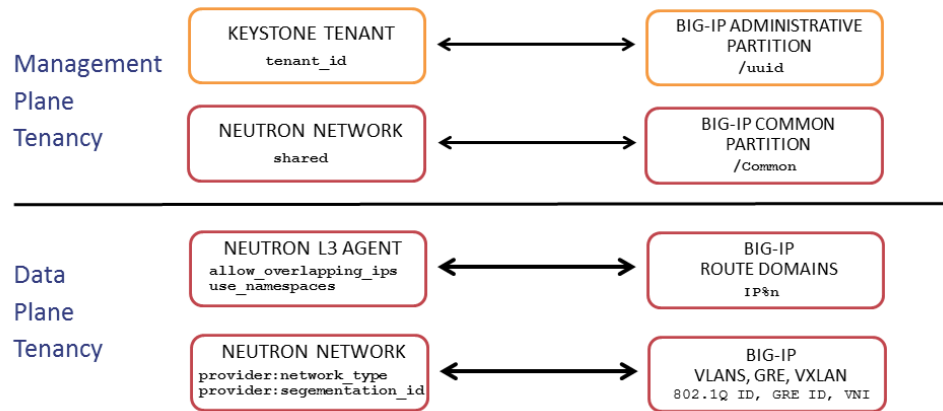 Management
Plane
Tenancy
KEYSTONE TENANT
tenant_id
BIG-IP ADMINISTRATIVE
PARTITION
/uuid
NEUTRON NETWORK
shared
BIG-IP COMMON
PARTITION
/Common
Data
Plane
Tenancy
NEUTRON L3 AGENT
allow_overlapping_ips
use_namespaces
BIG-IP
ROUTE DOMAINS
IP%n
NEUTRON NETWORK
provider:network_type
provider:segementation_id
BIG-IP
VLANS, GRE, VXLAN
802.1Q ID, GRE ID, VNI